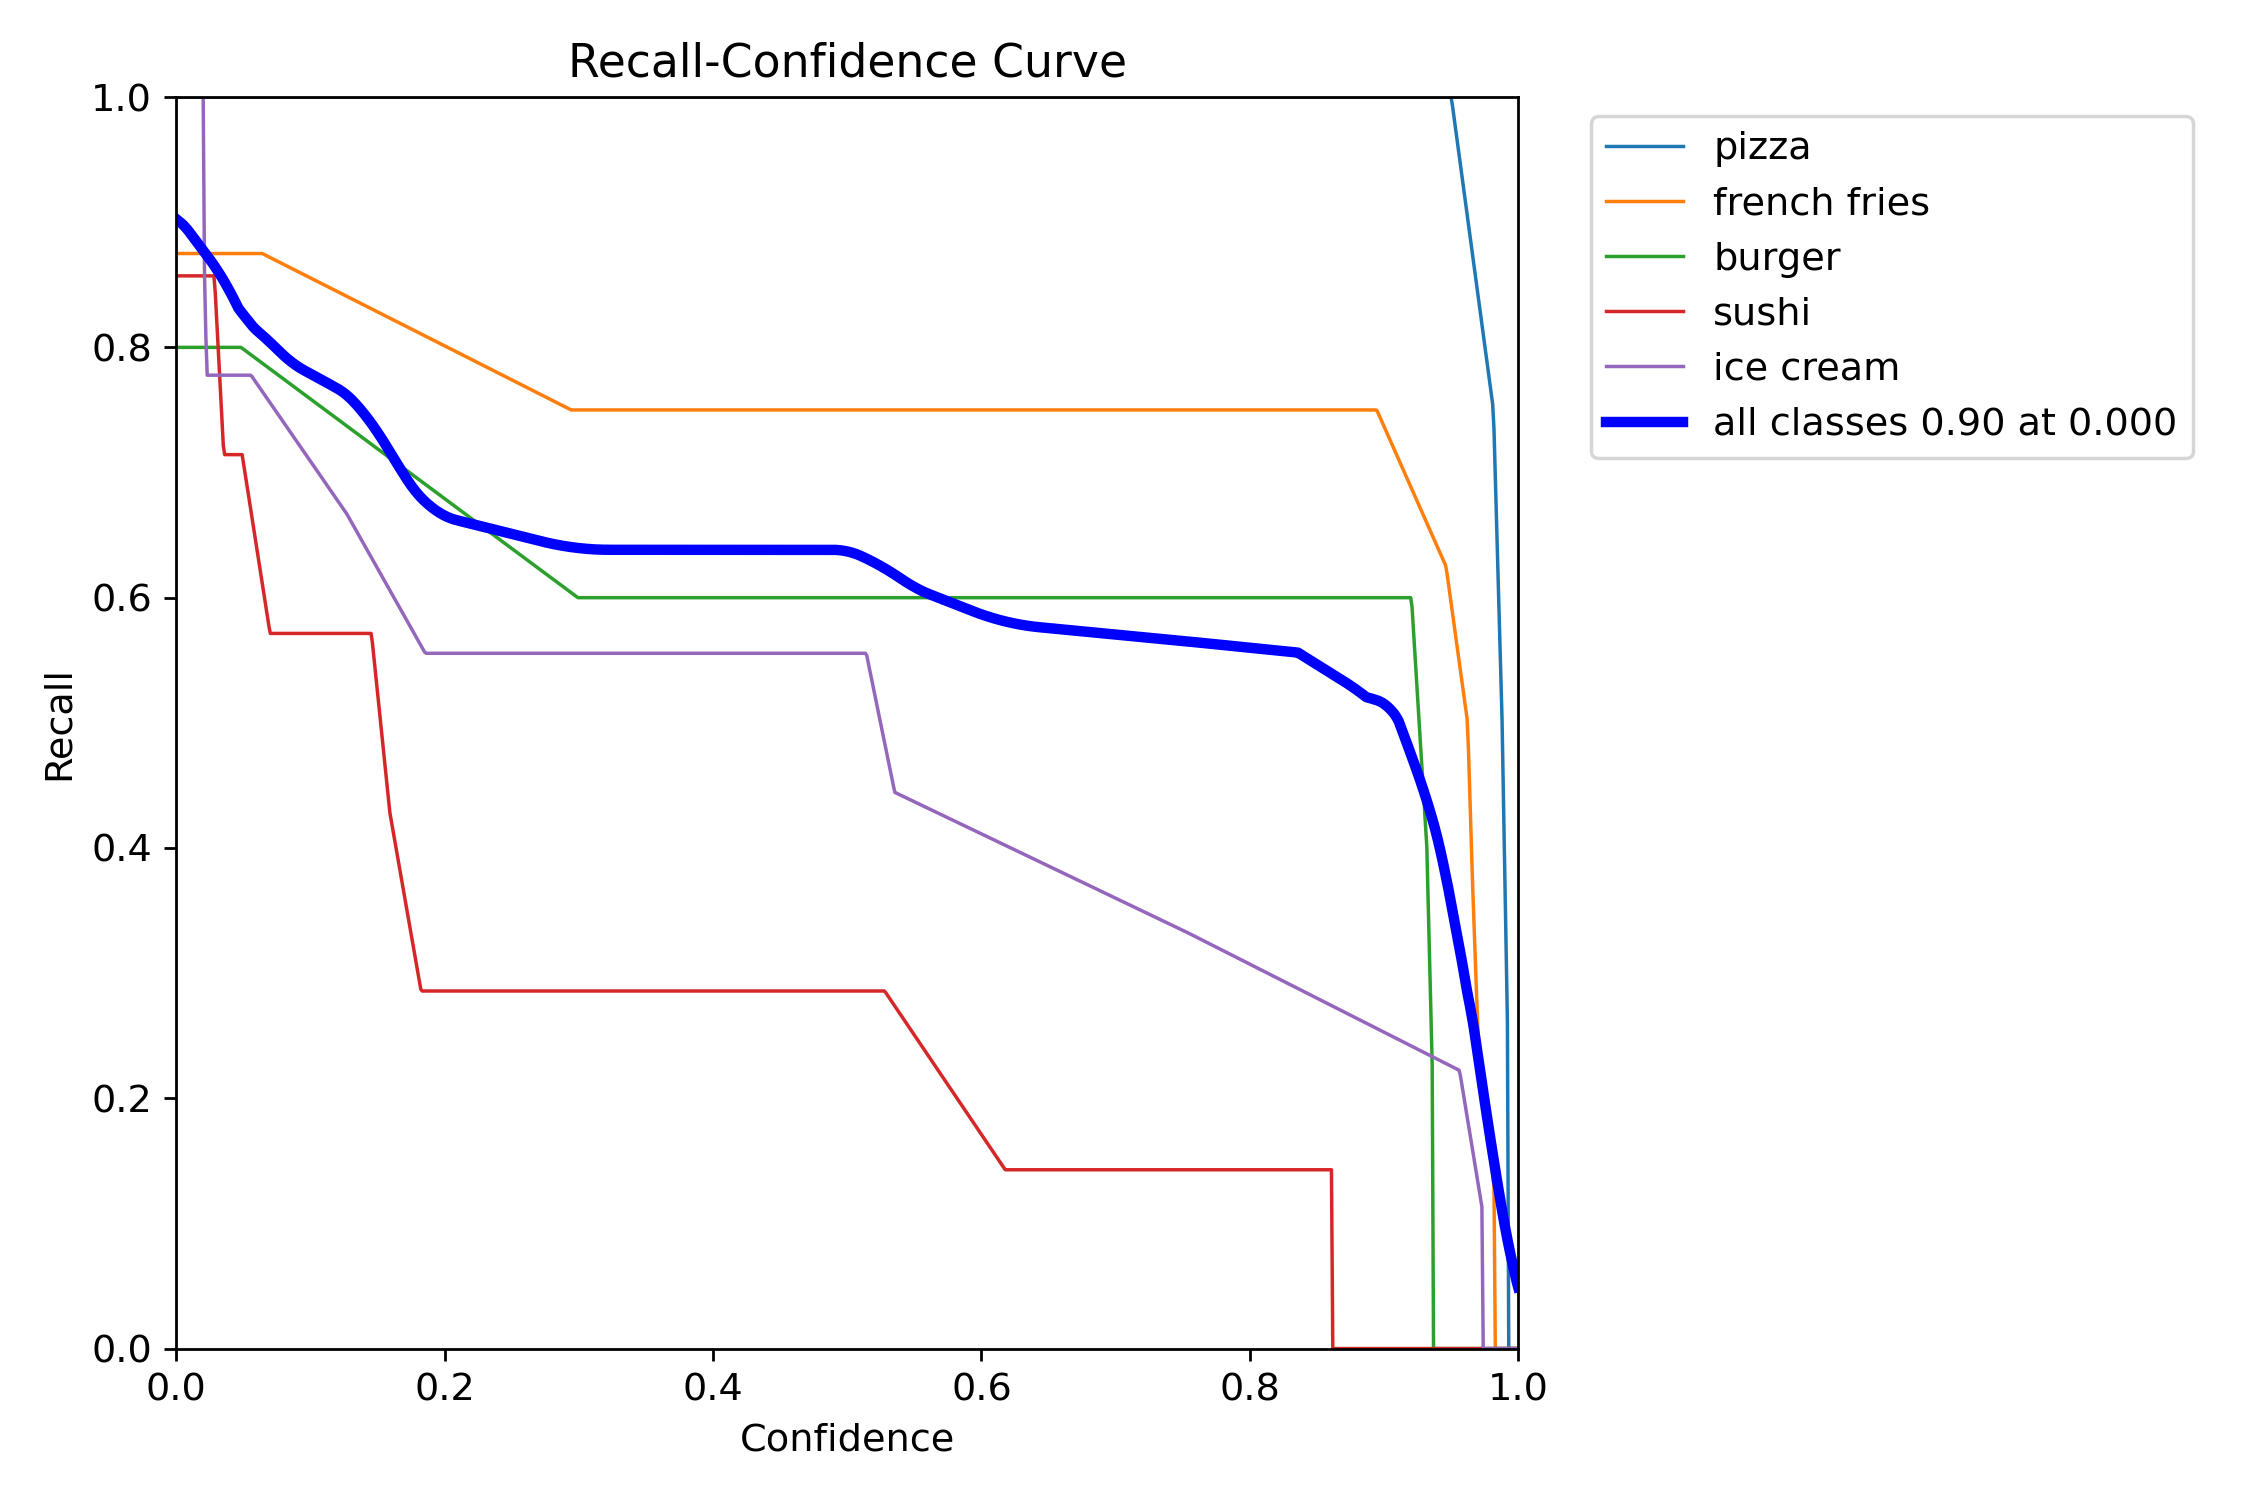 Recall-Confidence Curve
1.0
0.8
0.6
0.4
0.2
0.0
Recall
0.0 0.2 0.4 0.6 0.8 1.0
Confidence
pizza
french fries
burger
sushi
ice cream
all classes 0.90 at 0.000